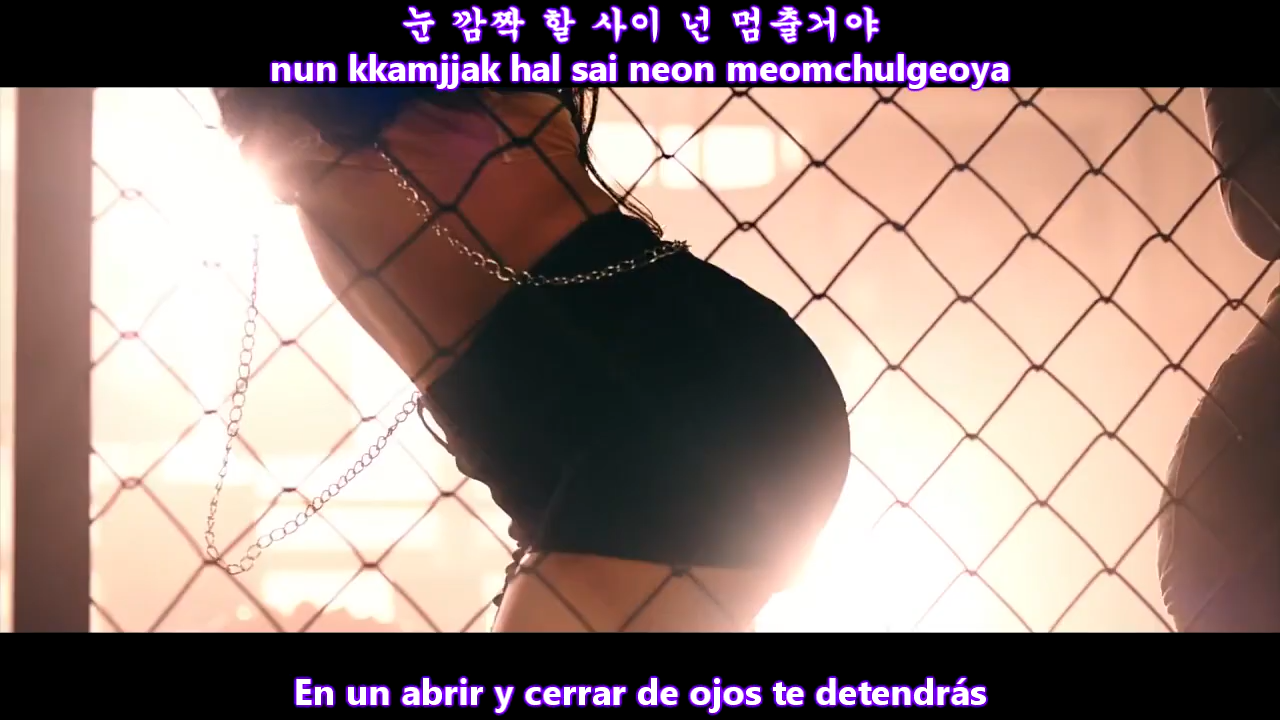 눈 깜짝 할 사이 넌 멈출거야
nun kkamjjak hal sai neon meomchulgeoya
En un abrir y cerrar de ojos te detendrás